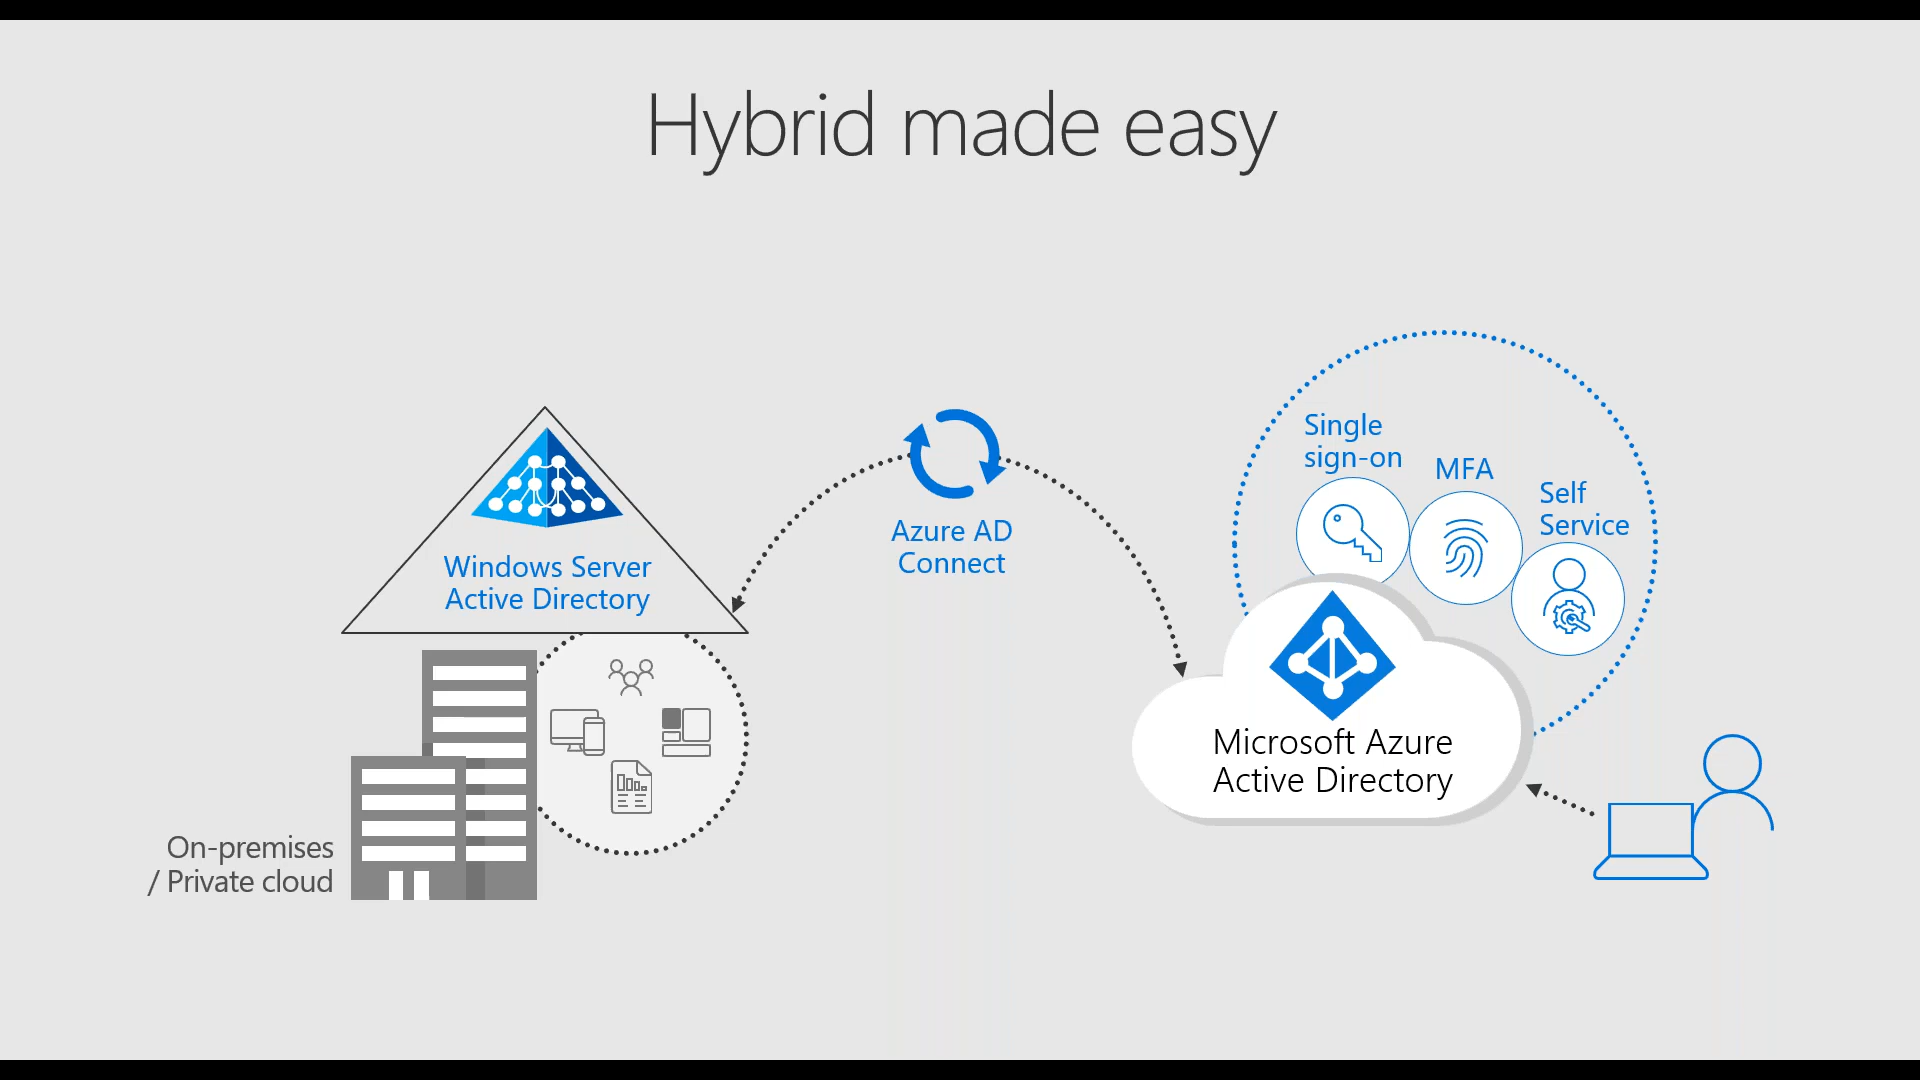 Hybrid made easy
Windows Server
Active Directory
On-premises
/ Private cloud
Azure AD
Connect
Single
sign-on
MFA
Self
Service
Microsoft Azure
Active Directory